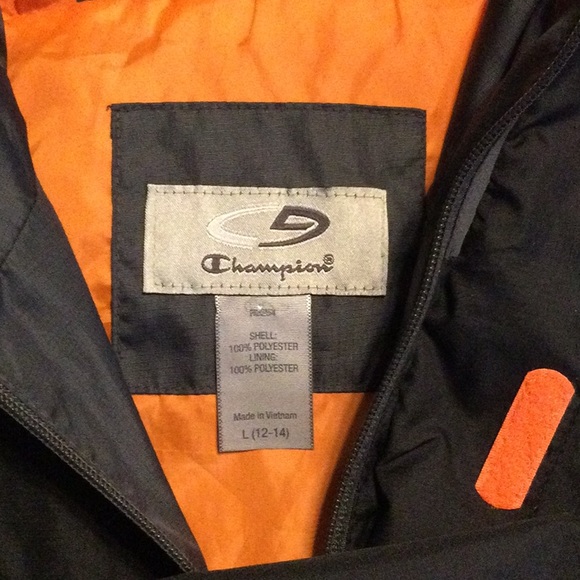 Champion®
SHELL:
100% POLYESTER
LINING:
100% POLYESTER
Made in Vietnam
L (12-14)